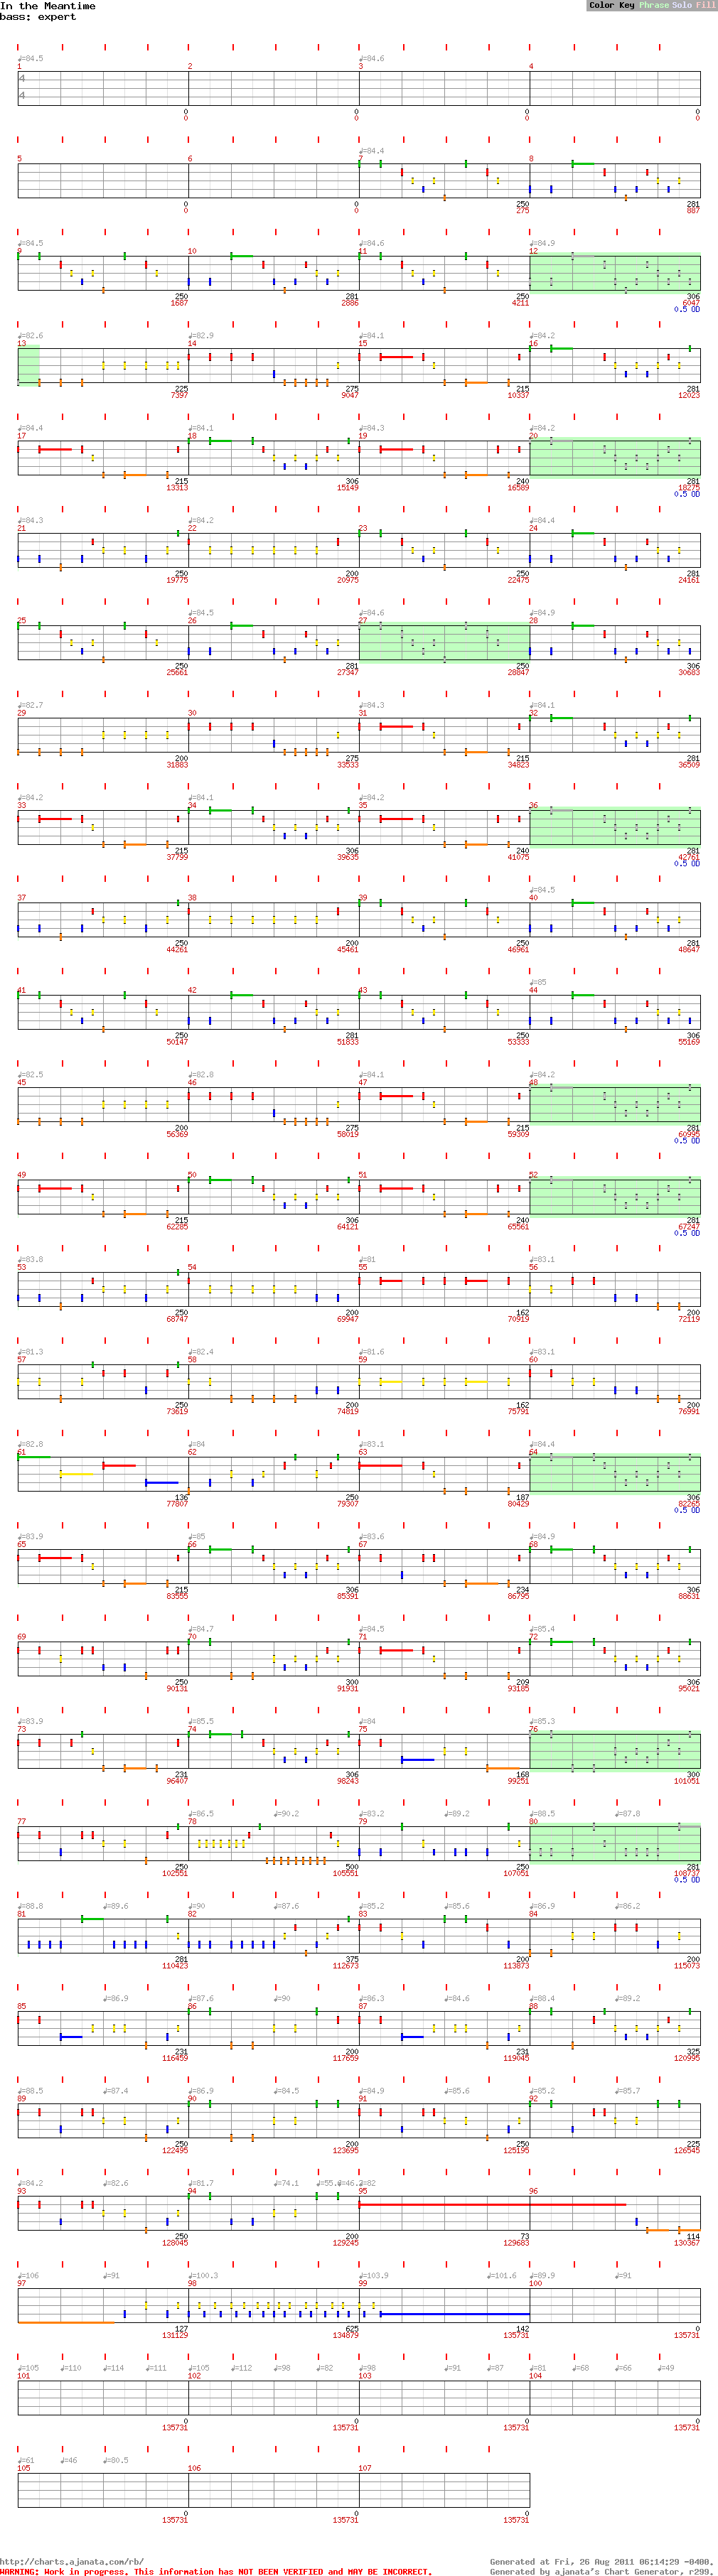 In the Meantime
bass: expert
Color Key Phrase Solo Fill
♩=84.5 ♩=84.6
1 2 3 4
4
4
0 0 0 0
0 0 0 0
♩=84.4
5 6 7 8
0 0 250 281
0 0 275 887
♩=84.5 ♩=84.6 ♩=84.9
9 10 11 12
250 281 250 306
1687 2886 4211 6047
0.5 OD
♩=82.6 ♩=82.9 ♩=84.1 ♩=84.2
13 14 15 16
225 275 215 281
7397 9047 10337 12023
♩=84.4 ♩=84.1 ♩=84.3 ♩=84.2
17 18 19 20
215 306 240 281
13313 15149 16589 18275
0.5 OD
♩=84.3 ♩=84.2 ♩=84.4
21 22 23 24
250 200 250 281
19775 20975 22475 24161
♩=84.5 ♩=84.6 ♩=84.9
25 26 27 28
250 281 250 306
25661 27347 28847 30683
♩=82.7 ♩=84.3 ♩=84.1
29 30 31 32
200 275 215 281
31883 33533 34823 36509
♩=84.2 ♩=84.1 ♩=84.2
33 34 35 36
215 306 240 281
37799 39635 41075 42761
0.5 OD
♩=84.5
37 38 39 40
250 200 250 281
44261 45461 46961 48647
♩=85
41 42 43 44
250 281 250 306
50147 51833 53333 55169
♩=82.5 ♩=82.8 ♩=84.1 ♩=84.2
45 46 47 48
200 275 215 281
56369 58019 59309 60995
0.5 OD
49 50 51 52
215 306 240 281
62285 64121 65561 67247
0.5 OD
♩=83.8 ♩=81 ♩=83.1
53 54 55 56
250 200 162 200
68747 69947 70919 72119
♩=81.3 ♩=82.4 ♩=81.6 ♩=83.1
57 58 59 60
250 200 162 200
73619 74819 75791 76991
♩=82.8 ♩=84 ♩=83.1 ♩=84.4
61 62 63 64
136 250 187 306
77807 79307 80429 82265
0.5 OD
♩=83.9 ♩=85 ♩=83.6 ♩=84.9
65 66 67 68
215 306 234 306
83555 85391 86795 88631
♩=84.7 ♩=84.5 ♩=85.4
69 70 71 72
250 300 209 306
90131 91931 93185 95021
♩=83.9 ♩=85.5 ♩=84 ♩=85.3
73 74 75 76
231 306 168 300
96407 98243 99251 101051
♩=86.5 ♩=90.2 ♩=83.2 ♩=89.2 ♩=88.5 ♩=87.8
77 78 79 80
250 500 250 281
102551 105551 107051 108737
0.5 OD
♩=88.8 ♩=89.6 ♩=90 ♩=87.6 ♩=85.2 ♩=85.6 ♩=86.9 ♩=86.2
81 82 83 84
281 375 200 200
110423 112673 113873 115073
♩=86.9 ♩=87.6 ♩=90 ♩=86.3 ♩=84.6 ♩=88.4 ♩=89.2
85 86 87 88
231 200 231 325
116459 117659 119045 120995
♩=88.5 ♩=87.4 ♩=86.9 ♩=84.5 ♩=84.9 ♩=85.6 ♩=85.2 ♩=85.7
89 90 91 92
250 200 250 225
122495 123695 125195 126545
♩=84.2 ♩=82.6 ♩=81.7 ♩=74.1 ♩=82
93 94 95 96
250 200 73 114
128045 129245 129683 130367
♩=106 ♩=91 ♩=100.3 ♩=103.9 ♩=101.6 ♩=89.9 ♩=91
97 98 99 100
127 625 142 0
131129 134879 135731 135731
♩=105 ♩=110 ♩=114 ♩=111 ♩=105 ♩=112 ♩=98 ♩=82 ♩=98 ♩=91 ♩=87 ♩=81 ♩=68 ♩=66 ♩=49
101 102 103 104
0 0 0 0
135731 135731 135731 135731
♩=61 ♩=46 ♩=80.5
105 106 107
0 0 0
135731 135731 135731
http://charts.ajanata.com/rb/ Generated at Fri, 26 Aug 2011 06:14:29 -0400.
WARNING: Work in progress. This information has NOT BEEN VERIFIED and MAY BE INCORRECT. Generated by ajanata's Chart Generator, r299.